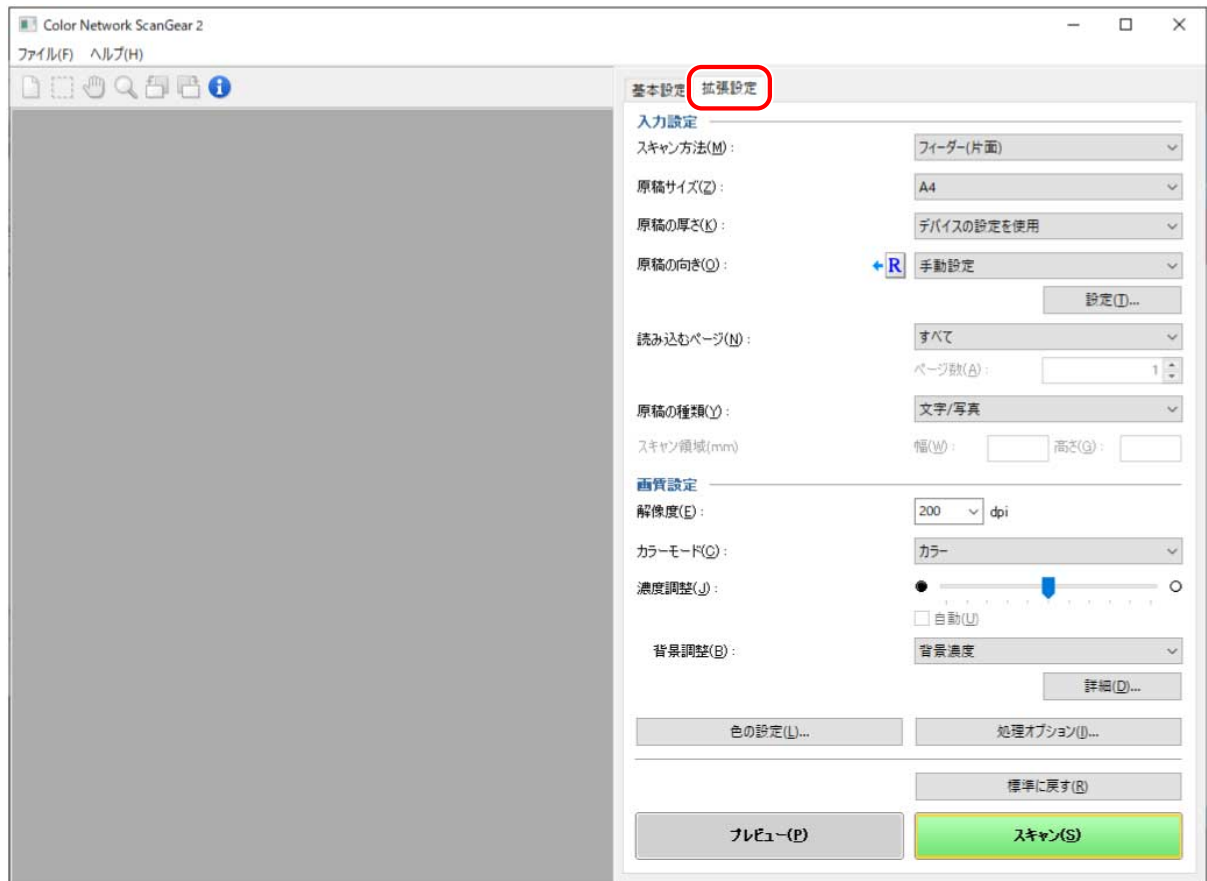 Color Network ScanGear 2
ファイル(F) ヘルプ(H)
基本設定 拡張設定
入力設定
スキャン方法(M) : フィーダー(片面)
原稿サイズ(Z) : A4
原稿の厚さ(K) : デバイスの設定を使用
原稿の向き(O) : R 手動設定
設定(T)...
読み込むページ(N) : すべて
ページ数(A) : 1
原稿の種類(Y) : 文字/写真
スキャン領域(mm) 幅(W) : 高さ(G) :
画質設定
解像度(E) : 200 dpi
カラーモード(C) : カラー
濃度調整(J) :
自動(U)
背景調整(B) : 背景濃度
詳細(D)...
色の設定(L)... 処理オプション(I)...
標準に戻す(R)
プレビュー(P) スキャン(S)